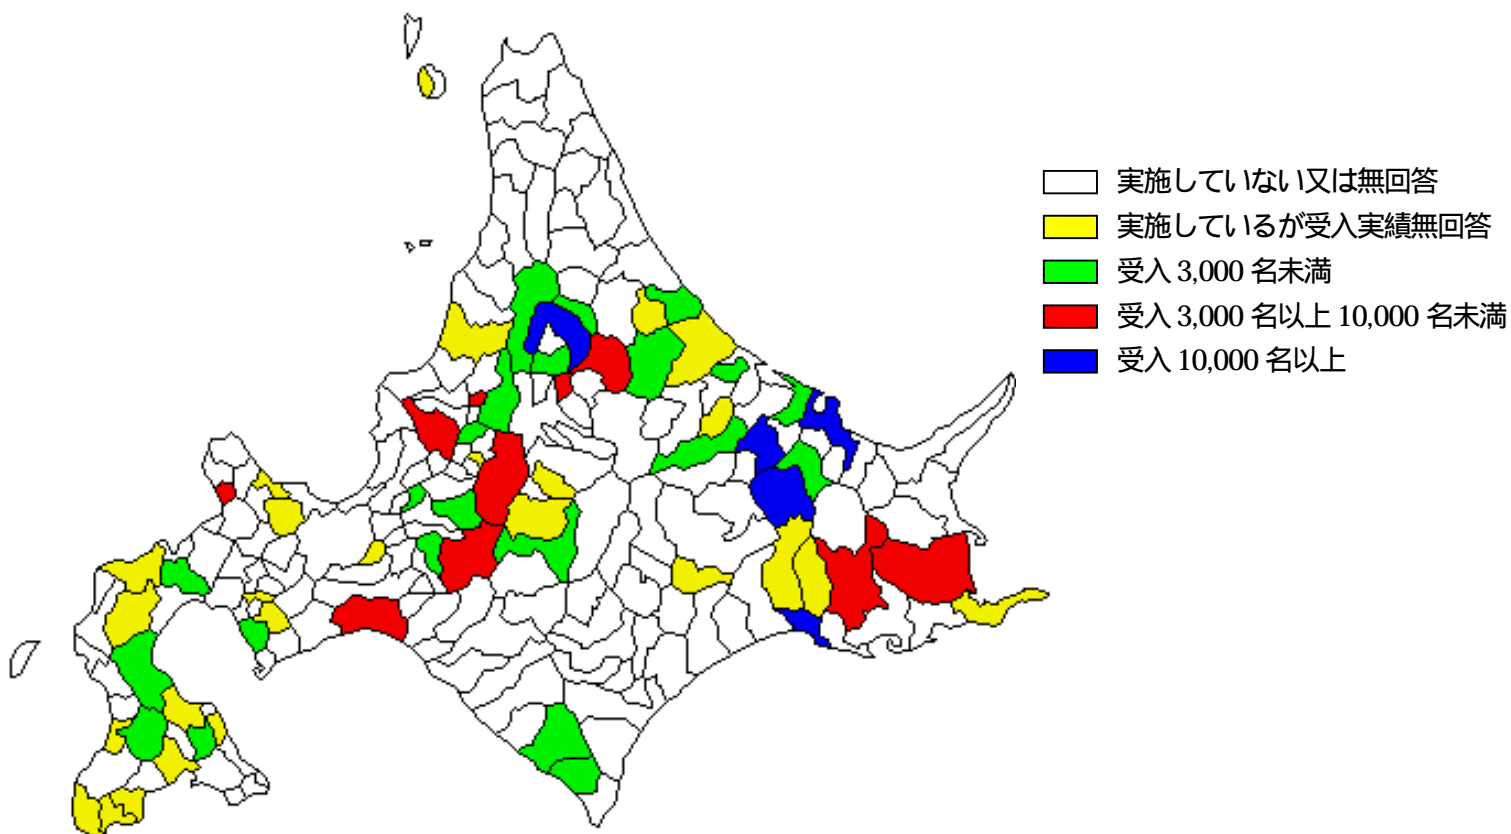 実施していない又は無回答
実施しているが受入実績無回答
受入 3,000 名未満
受入 3,000 名以上 10,000 名未満
受入 10,000 名以上